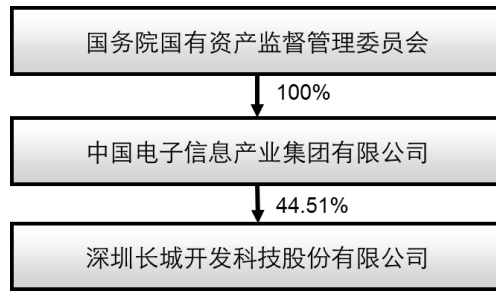 国务院国有资产监督管理委员会
100%
中国电子信息产业集团有限公司
44.51%
深圳长城开发科技股份有限公司